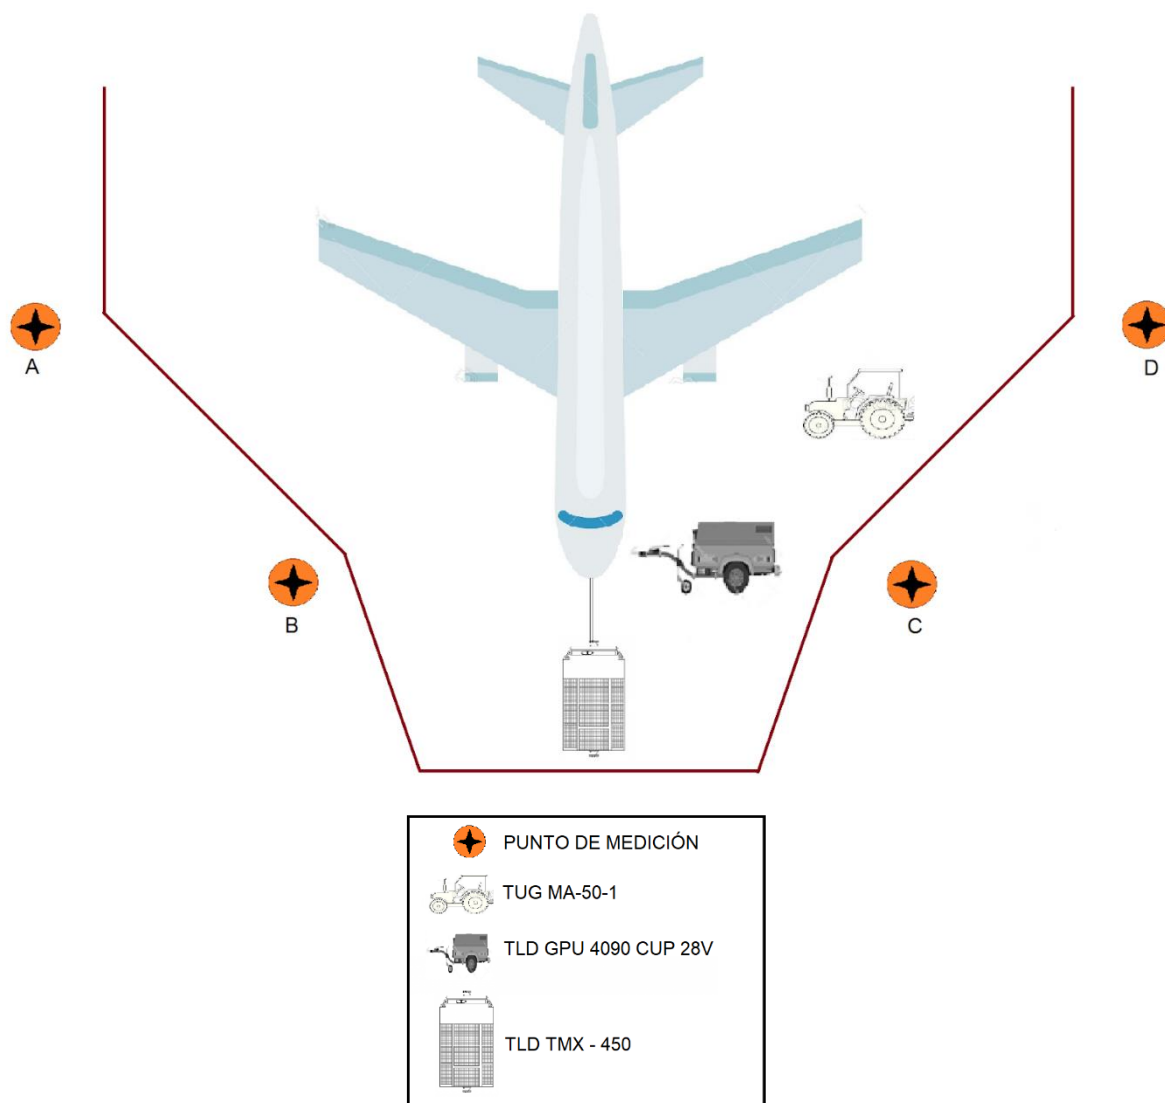 A
D
B
C
PUNTO DE MEDICIÓN
TUG MA-50-1
TLD GPU 4090 CUP 28V
TLD TMX - 450